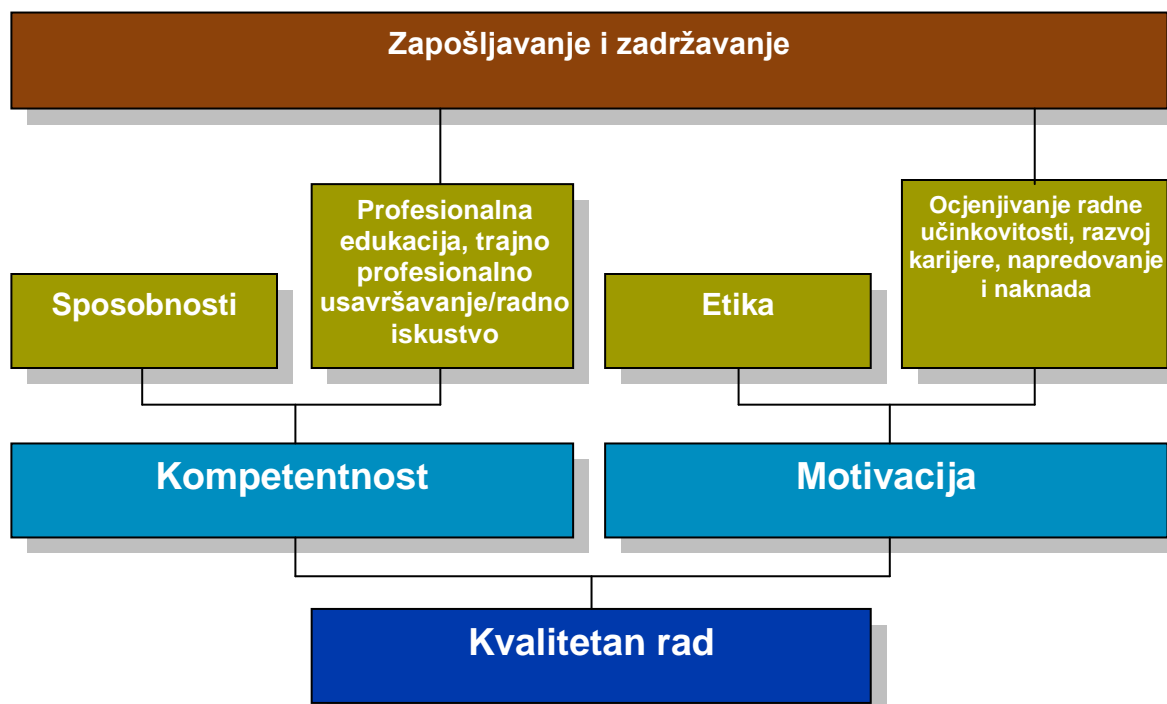 Zapošljavanje i zadržavanje
Sposobnosti
Profesionalna
edukacija, trajno
profesionalno
usavršavanje/radno
iskustvo
Etika
Ocjenjivanje radne
učinkovitosti, razvoj
karijere, napredovanje
i naknada
Kompetentnost
Motivacija
Kvalitetan rad